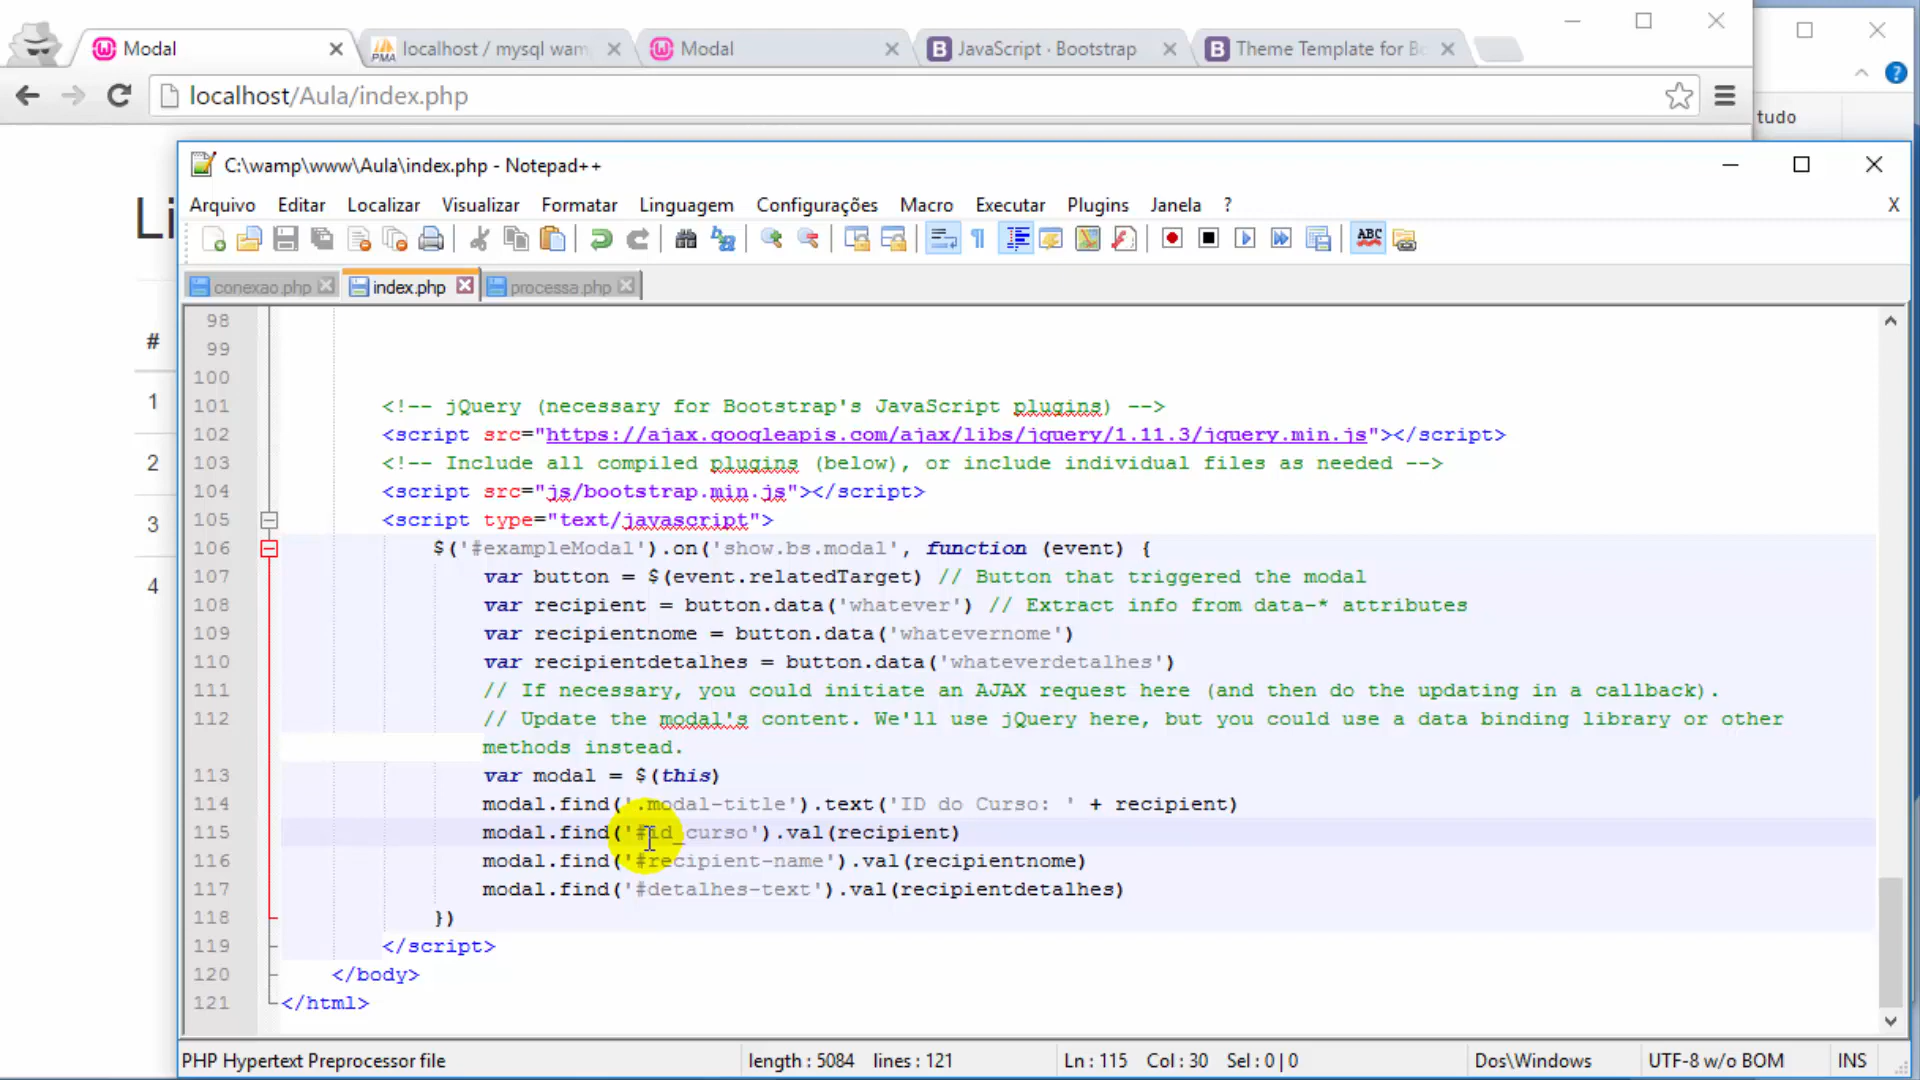 Modal
localhost / mysql wam
Modal
JavaScript · Bootstrap
Theme Template for Bo
localhost/Aula/index.php
tudo
Li
#
1
2
3
4
C:\wamp\www\Aula\index.php - Notepad++
Arquivo Editar Localizar Visualizar Formatar Linguagem Configurações Macro Executar Plugins Janela ? X
ABC
conexao.php index.php processa.php
98
99
100
101 <!-- jQuery (necessary for Bootstrap's JavaScript plugins) -->
102 <script src="https://ajax.googleapis.com/ajax/libs/jquery/1.11.3/jquery.min.js"></script>
103 <!-- Include all compiled plugins (below), or include individual files as needed -->
104 <script src="js/bootstrap.min.js"></script>
105 <script type="text/javascript">
106 $('#exampleModal').on('show.bs.modal', function (event) {
107 var button = $(event.relatedTarget) // Button that triggered the modal
108 var recipient = button.data('whatever') // Extract info from data-* attributes
109 var recipientnome = button.data('whatevernome')
110 var recipientdetalhes = button.data('whateverdetalhes')
111 // If necessary, you could initiate an AJAX request here (and then do the updating in a callback).
112 // Update the modal's content. We'll use jQuery here, but you could use a data binding library or other
methods instead.
113 var modal = $(this)
114 modal.find('.modal-title').text('ID do Curso: ' + recipient)
115 modal.find('#id_curso').val(recipient)
116 modal.find('#recipient-name').val(recipientnome)
117 modal.find('#detalhes-text').val(recipientdetalhes)
118 })
119 </script>
120 </body>
121 </html>
PHP Hypertext Preprocessor file length : 5084 lines : 121 Ln : 115 Col : 30 Sel : 0 | 0 Dos\Windows UTF-8 w/o BOM INS